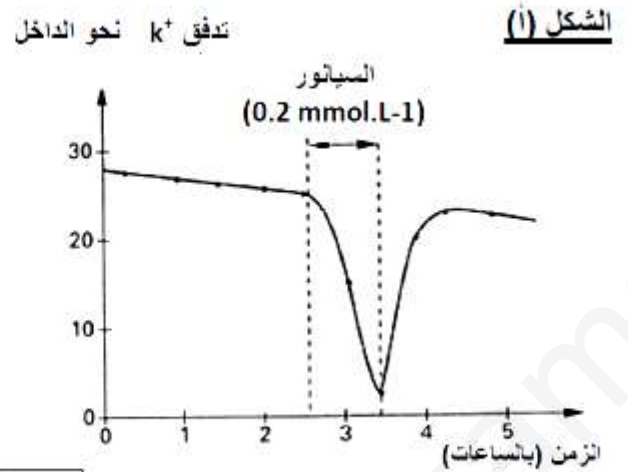 الشكل (أ)
تدفق k⁺ نحو الداخل
السيانور
(0.2 mmol.L-1)
30
20
10
0
0 1 2 3 4 5
الزمن (بالساعات)